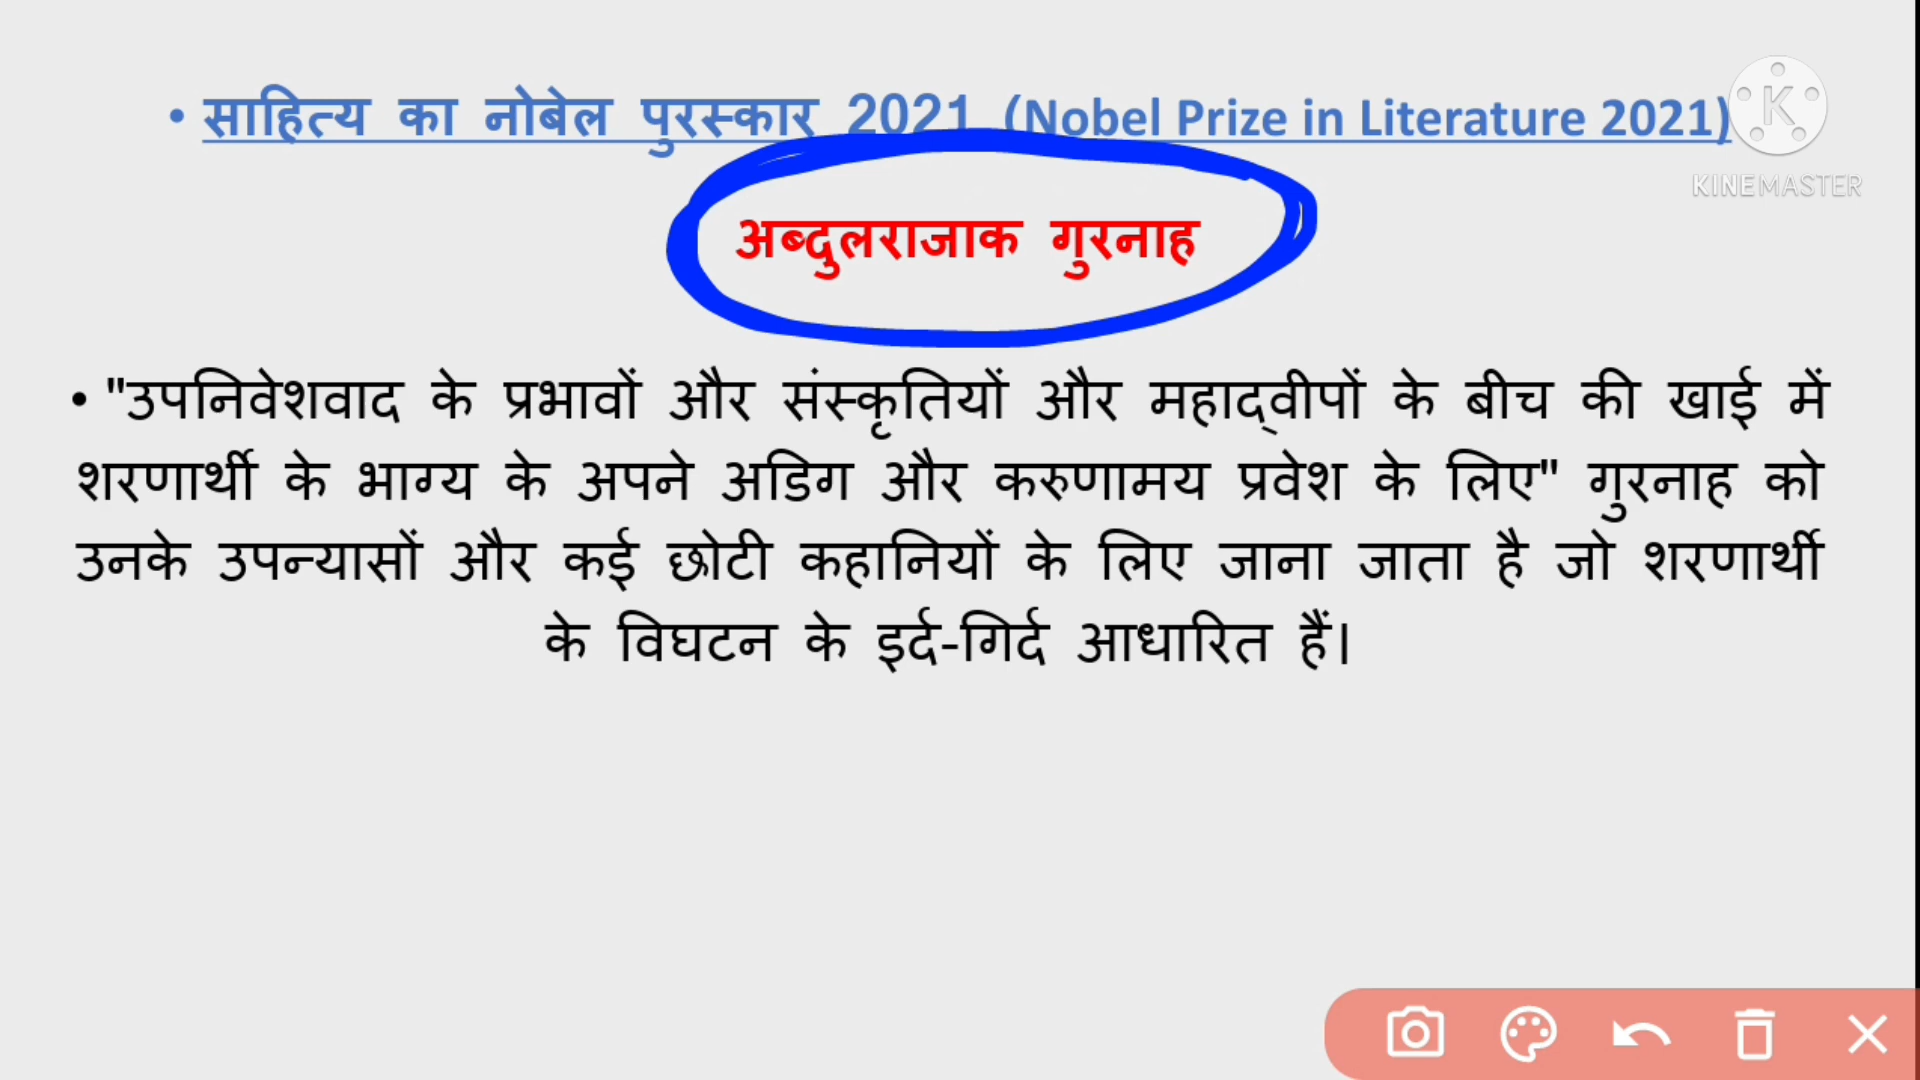 • साहित्य का नोबेल पुरस्कार 2021 (Nobel Prize in Literature 2021)
K
KINEMASTER
अब्दुलराजाक गुरनाह
• "उपनिवेशवाद के प्रभावों और संस्कृतियों और महाद्वीपों के बीच की खाई में
शरणार्थी के भाग्य के अपने अडिग और करुणामय प्रवेश के लिए" गुरनाह को
उनके उपन्यासों और कई छोटी कहानियों के लिए जाना जाता है जो शरणार्थी
के विघटन के इर्द-गिर्द आधारित हैं।